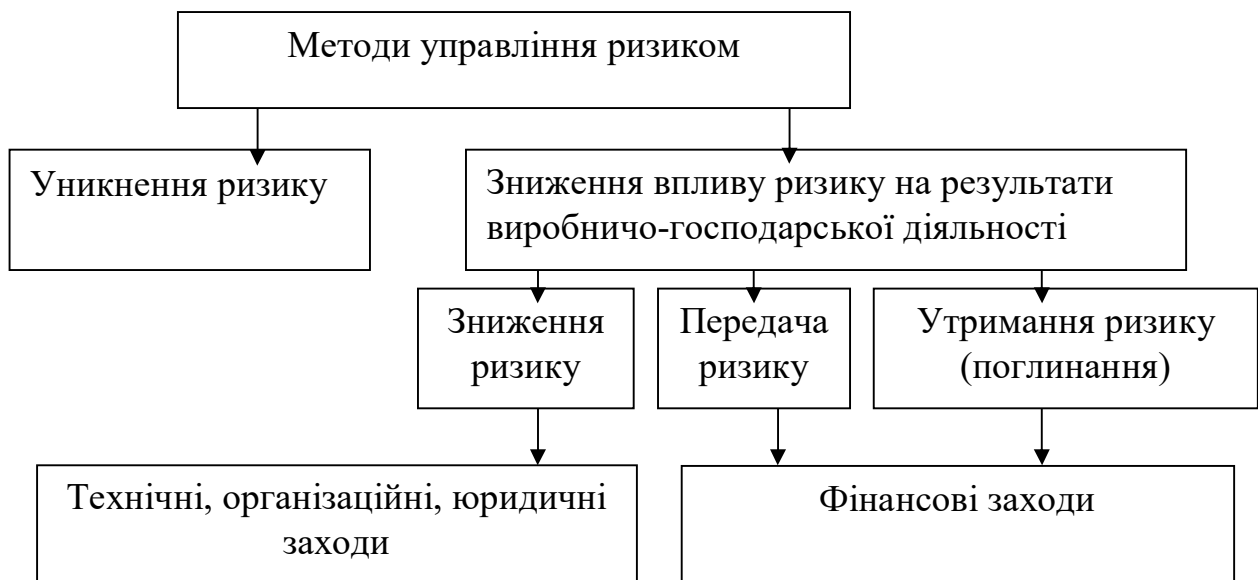 Методи управління ризиком
Уникнення ризику
Зниження впливу ризику на результати
виробничо-господарської діяльності
Зниження
ризику
Передача
ризику
Утримання ризику
(поглинання)
Технічні, організаційні, юридичні
заходи
Фінансові заходи